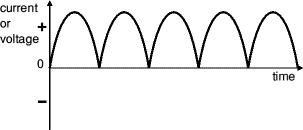 current
or
voltage
+
0
time
−